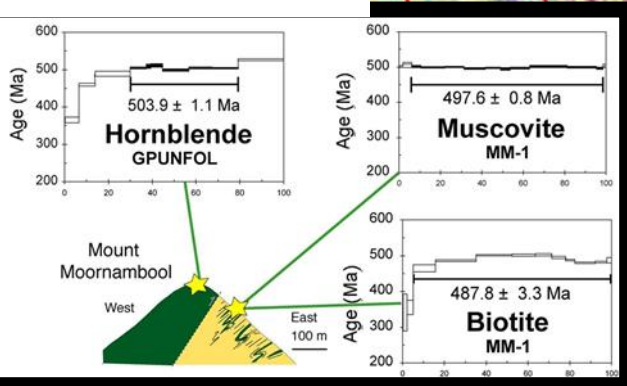 600
500
400
300
200
Age (Ma)
503.9 ± 1.1 Ma
Hornblende
GPUNFOL
0 20 40 60 80 100
600
500
400
300
200
Age (Ma)
497.6 ± 0.8 Ma
Muscovite
MM-1
0 20 40 60 80 100
Mount
Moornambool
West
East
100 m
600
500
400
300
200
Age (Ma)
487.8 ± 3.3 Ma
Biotite
MM-1
0 20 40 60 80 100